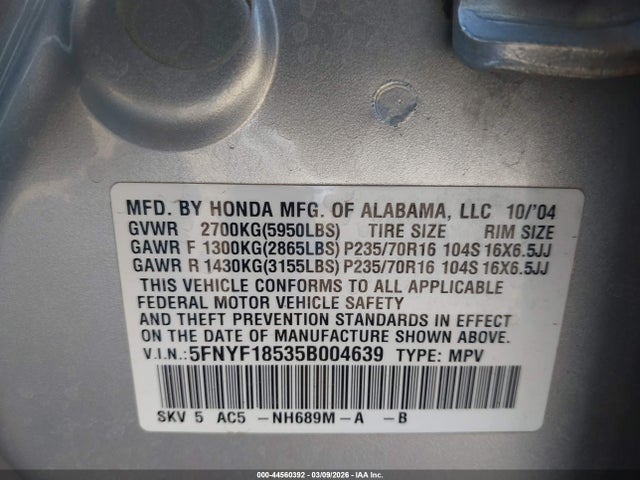 MFD. BY HONDA MFG. OF ALABAMA, LLC 10/'04
GVWR 2700KG(5950LBS) TIRE SIZE RIM SIZE
GAWR F 1300KG(2865LBS) P235/70R16 104S 16X6.5JJ
GAWR R 1430KG(3155LBS) P235/70R16 104S 16X6.5JJ
THIS VEHICLE CONFORMS TO ALL APPLICABLE
FEDERAL MOTOR VEHICLE SAFETY
AND THEFT PREVENTION STANDARDS IN EFFECT
ON THE DATE OF MANUFACTURE SHOWN ABOVE.
V.I.N.: 5FNYF18535B004639 TYPE: MPV
SKV 5 AC5 -NH689M-A -B
000-44560392 | 03/09/2026 | IAA Inc.